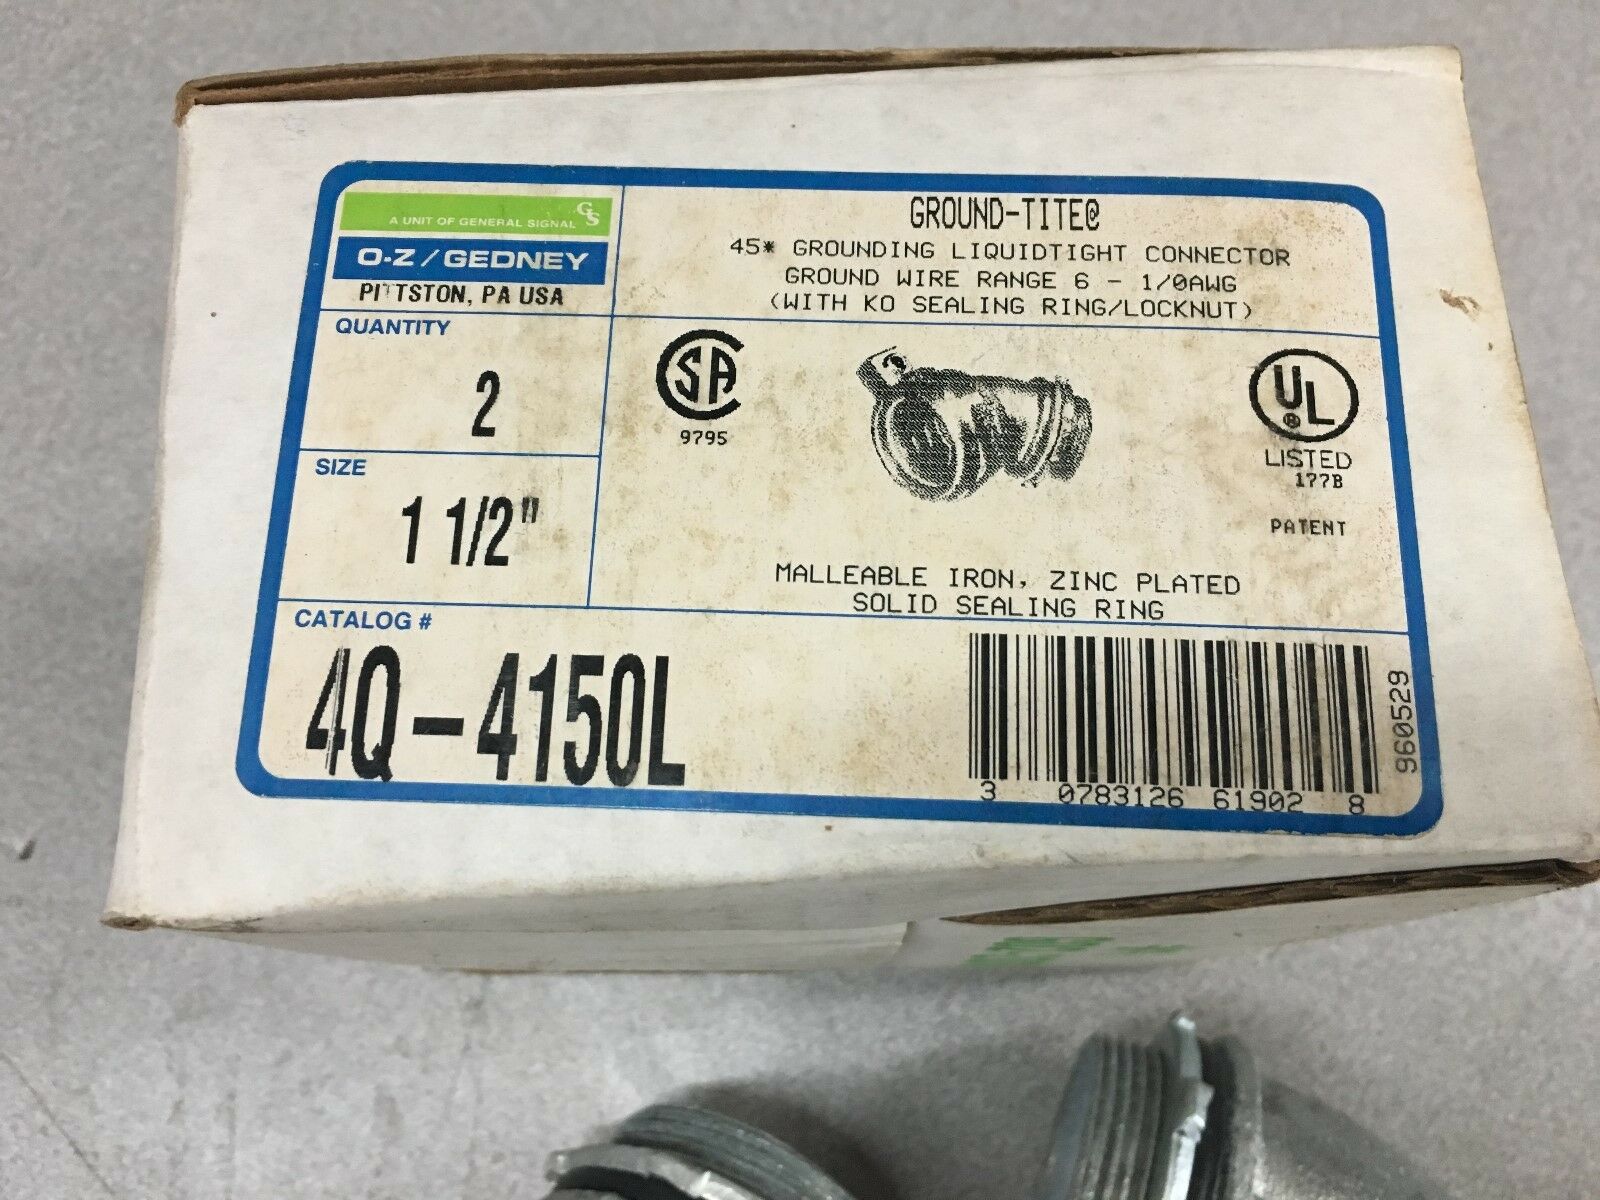 A UNIT OF GENERAL SIGNAL GS
O-Z/GEDNEY
PITTSTON, PA USA
GROUND-TITE@
45* GROUNDING LIQUIDTIGHT CONNECTOR
GROUND WIRE RANGE 6 - 1/0AWG
(WITH KO SEALING RING/LOCKNUT)
QUANTITY
2
SIZE
1 1/2"
CSA
9795
UL
®
LISTED
177B
PATENT
MALLEABLE IRON, ZINC PLATED
SOLID SEALING RING
CATALOG #
4Q-4150L
3 0783126 61902 8
960529